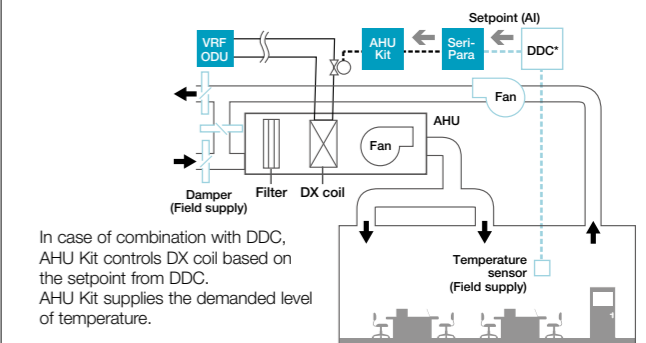 Setpoint (AI)
VRF
ODU
AHU
Kit
Seri-
Para
DDC*
Fan
AHU
Fan
Damper
(Field supply)
Filter
DX coil
In case of combination with DDC,
AHU Kit controls DX coil based on
the setpoint from DDC.
AHU Kit supplies the demanded level
of temperature.
Temperature
sensor
(Field supply)